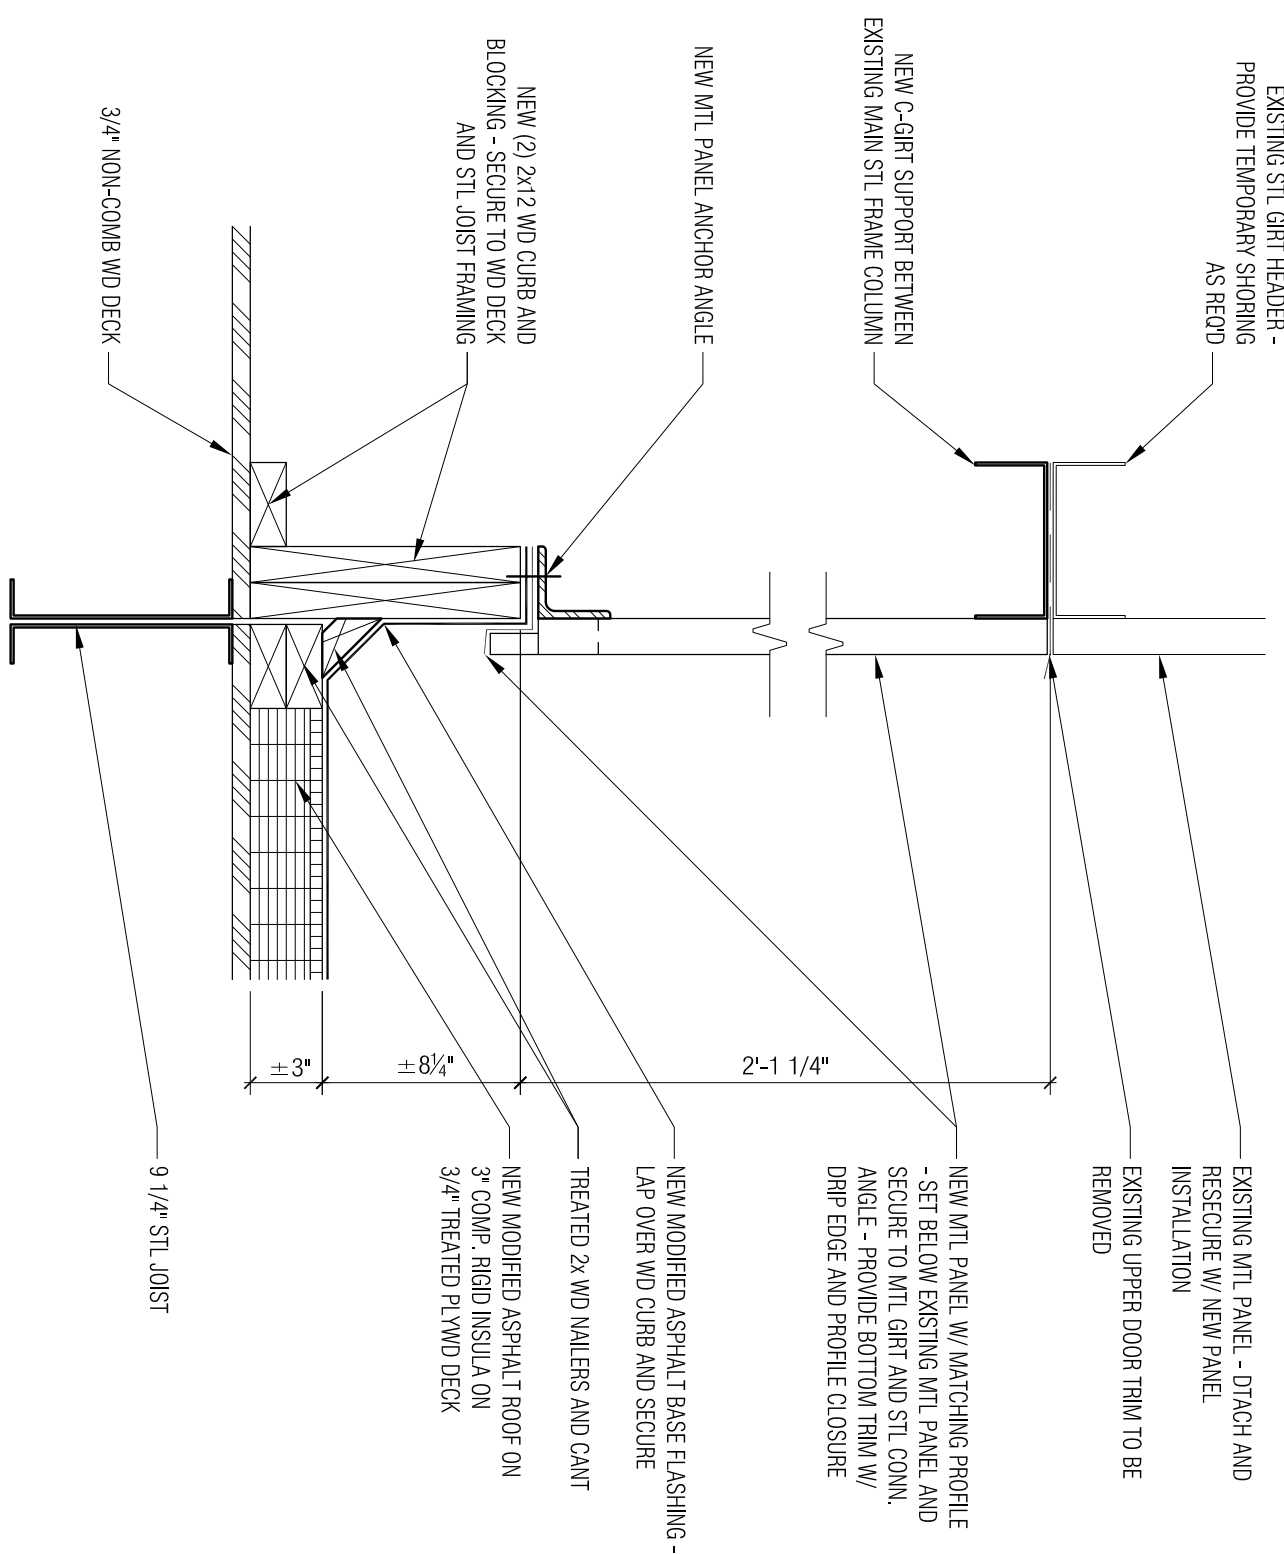 EXISTING STL GIRT HEADER -
PROVIDE TEMPORARY SHORING
AS REQ'D
NEW C-GIRT SUPPORT BETWEEN
EXISTING MAIN STL FRAME COLUMN
NEW MTL PANEL ANCHOR ANGLE
NEW (2) 2x12 WD CURB AND
BLOCKING - SECURE TO WD DECK
AND STL JOIST FRAMING
3/4" NON-COMB WD DECK
2'-1 1/4"
±8¼"
±3"
EXISTING MTL PANEL - DTACH AND
RESECURE W/ NEW PANEL
INSTALLATION
EXISTING UPPER DOOR TRIM TO BE
REMOVED
NEW MTL PANEL W/ MATCHING PROFILE
- SET BELOW EXISTING MTL PANEL AND
SECURE TO MTL GIRT AND STL CONN.
ANGLE - PROVIDE BOTTOM TRIM W/
DRIP EDGE AND PROFILE CLOSURE
NEW MODIFIED ASPHALT BASE FLASHING -
LAP OVER WD CURB AND SECURE
TREATED 2x WD NAILERS AND CANT
NEW MODIFIED ASPHALT ROOF ON
3" COMP. RIGID INSULA ON
3/4" TREATED PLYWD DECK
9 1/4" STL JOIST